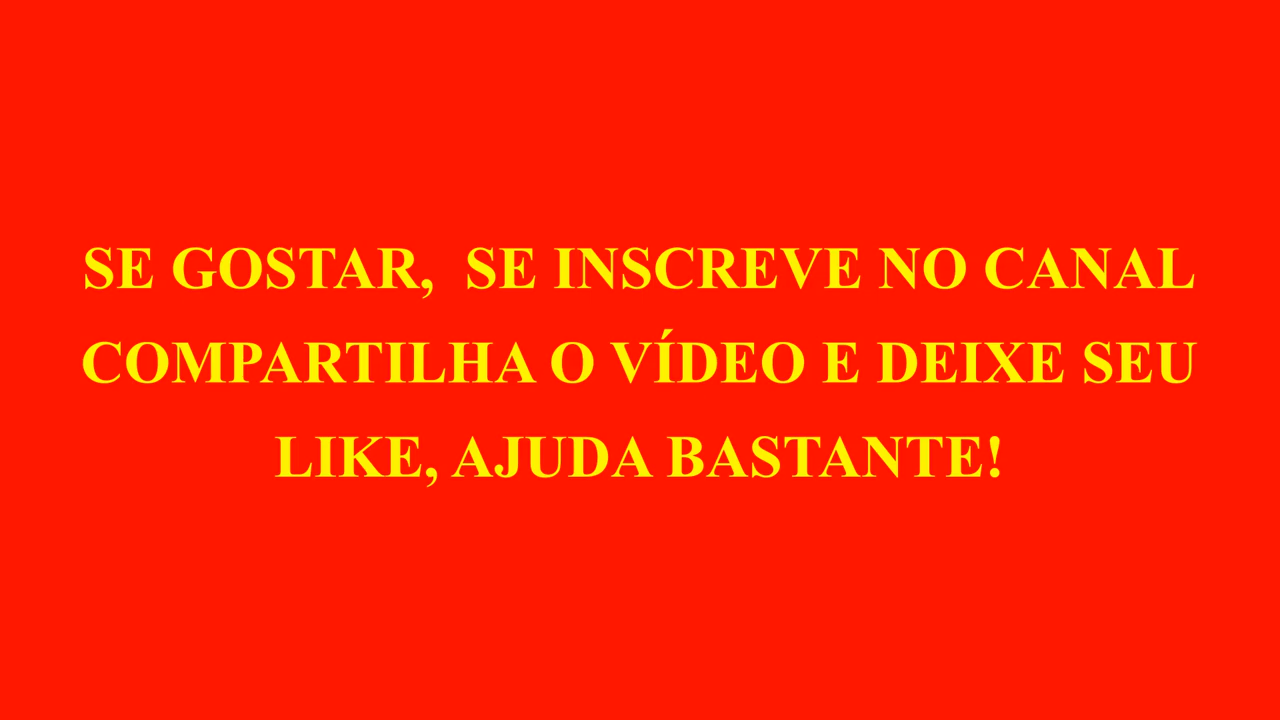 SE GOSTAR,  SE INSCREVE NO CANAL
COMPARTILHA O VÍDEO E DEIXE SEU
LIKE, AJUDA BASTANTE!